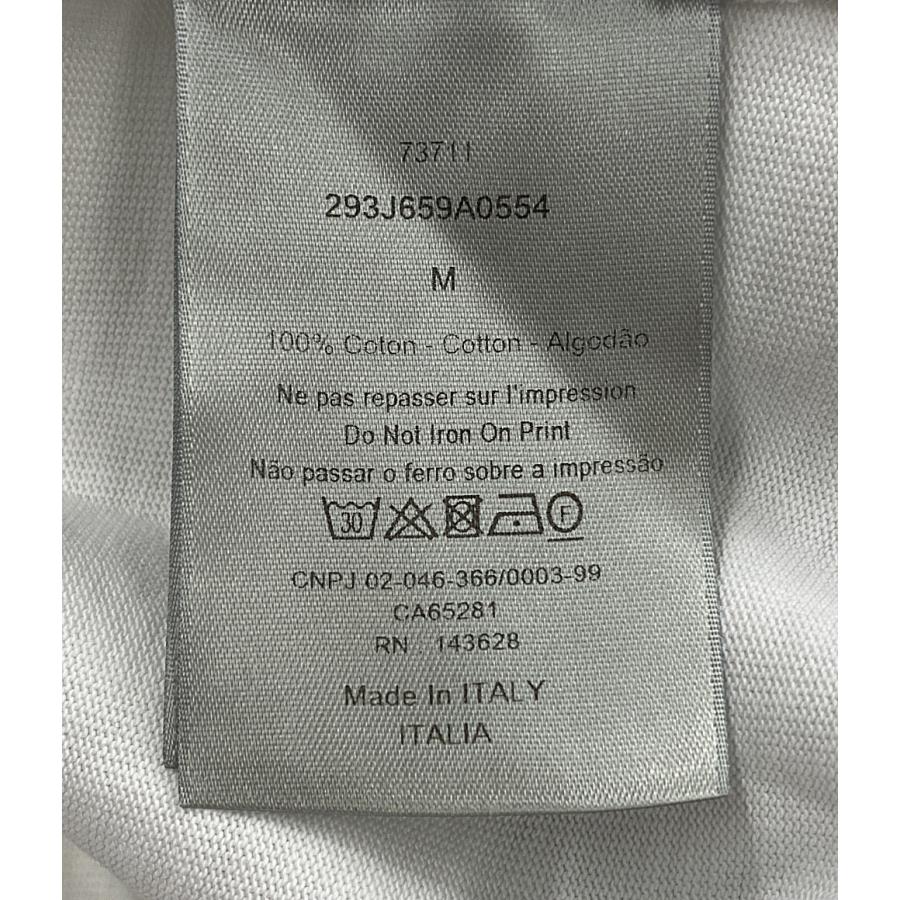 73711
293J659A0554
M
100% Coton - Cotton - Algodão
Ne pas repasser sur l'impression
Do Not Iron On Print
Não passar o ferro sobre a impressão
30 F
CNPJ 02-046-366/0003-99
CA65281
RN : 143628
Made In ITALY
ITALIA